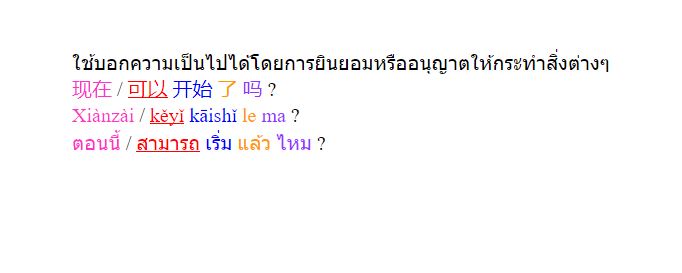 ใช้บอกความเป็นไปได้โดยการยินยอมหรืออนุญาตให้กระทำสิ่งต่างๆ
现在 / 可以 开始 了 吗 ?
Xiànzài / kěyǐ kāishǐ le ma ?
ตอนนี้ / สามารถ เริ่ม แล้ว ไหม ?